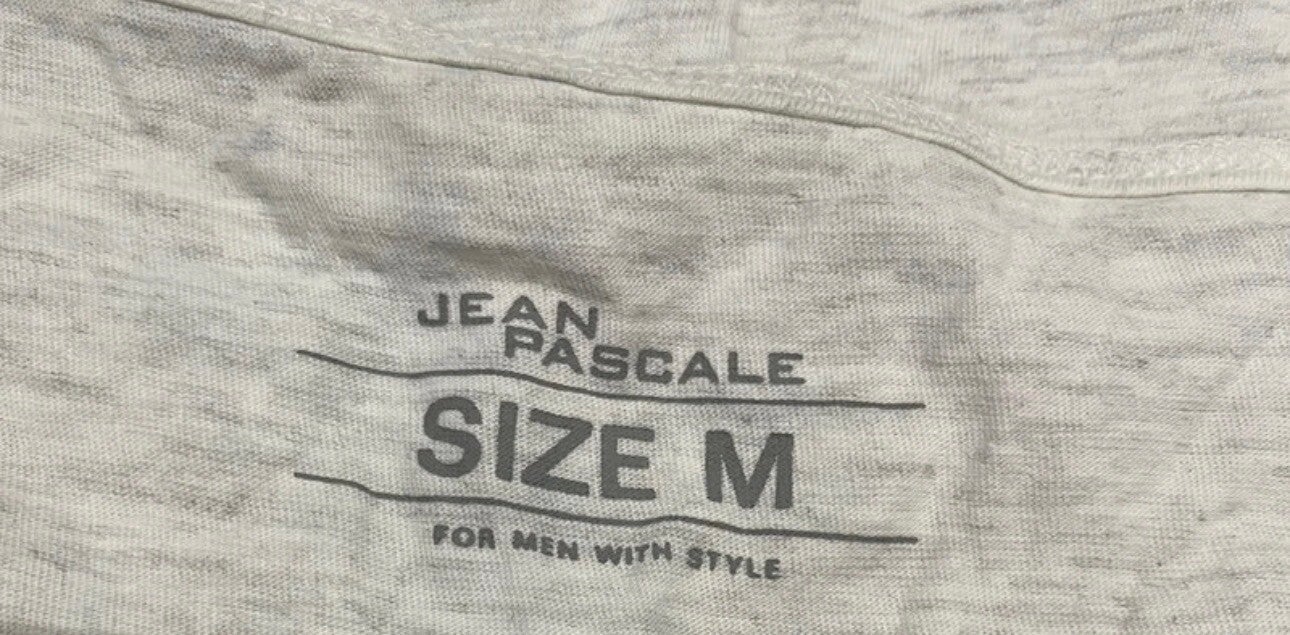 JEAN
PASCALE
SIZE M
FOR MEN WITH STYLE